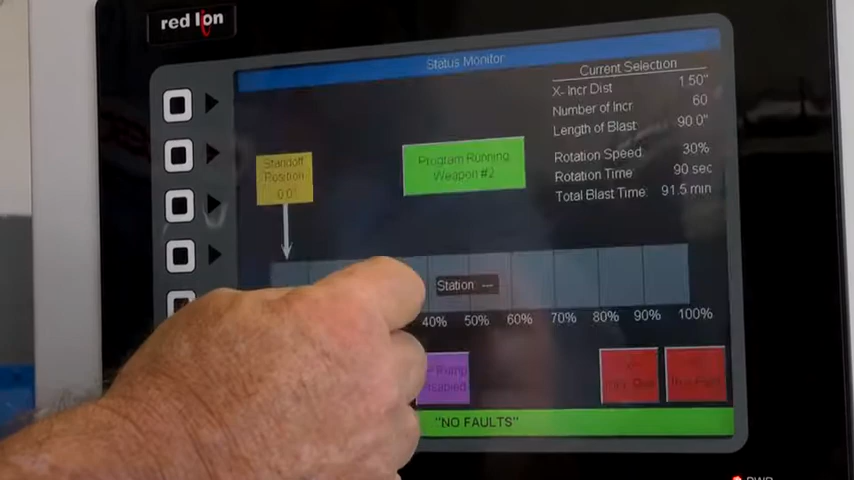 red lion
Status Monitor
Current Selection
X- Incr Dist 1.50"
Number of Incr 60
Length of Blast 90.0"
Rotation Speed 30%
Rotation Time 90 sec
Total Blast Time: 91.5 min
Standoff
Position
0.0"
Program Running
Weapon #2
Station ---
40% 50% 60% 70% 80% 90% 100%
"NO FAULTS"
PWR